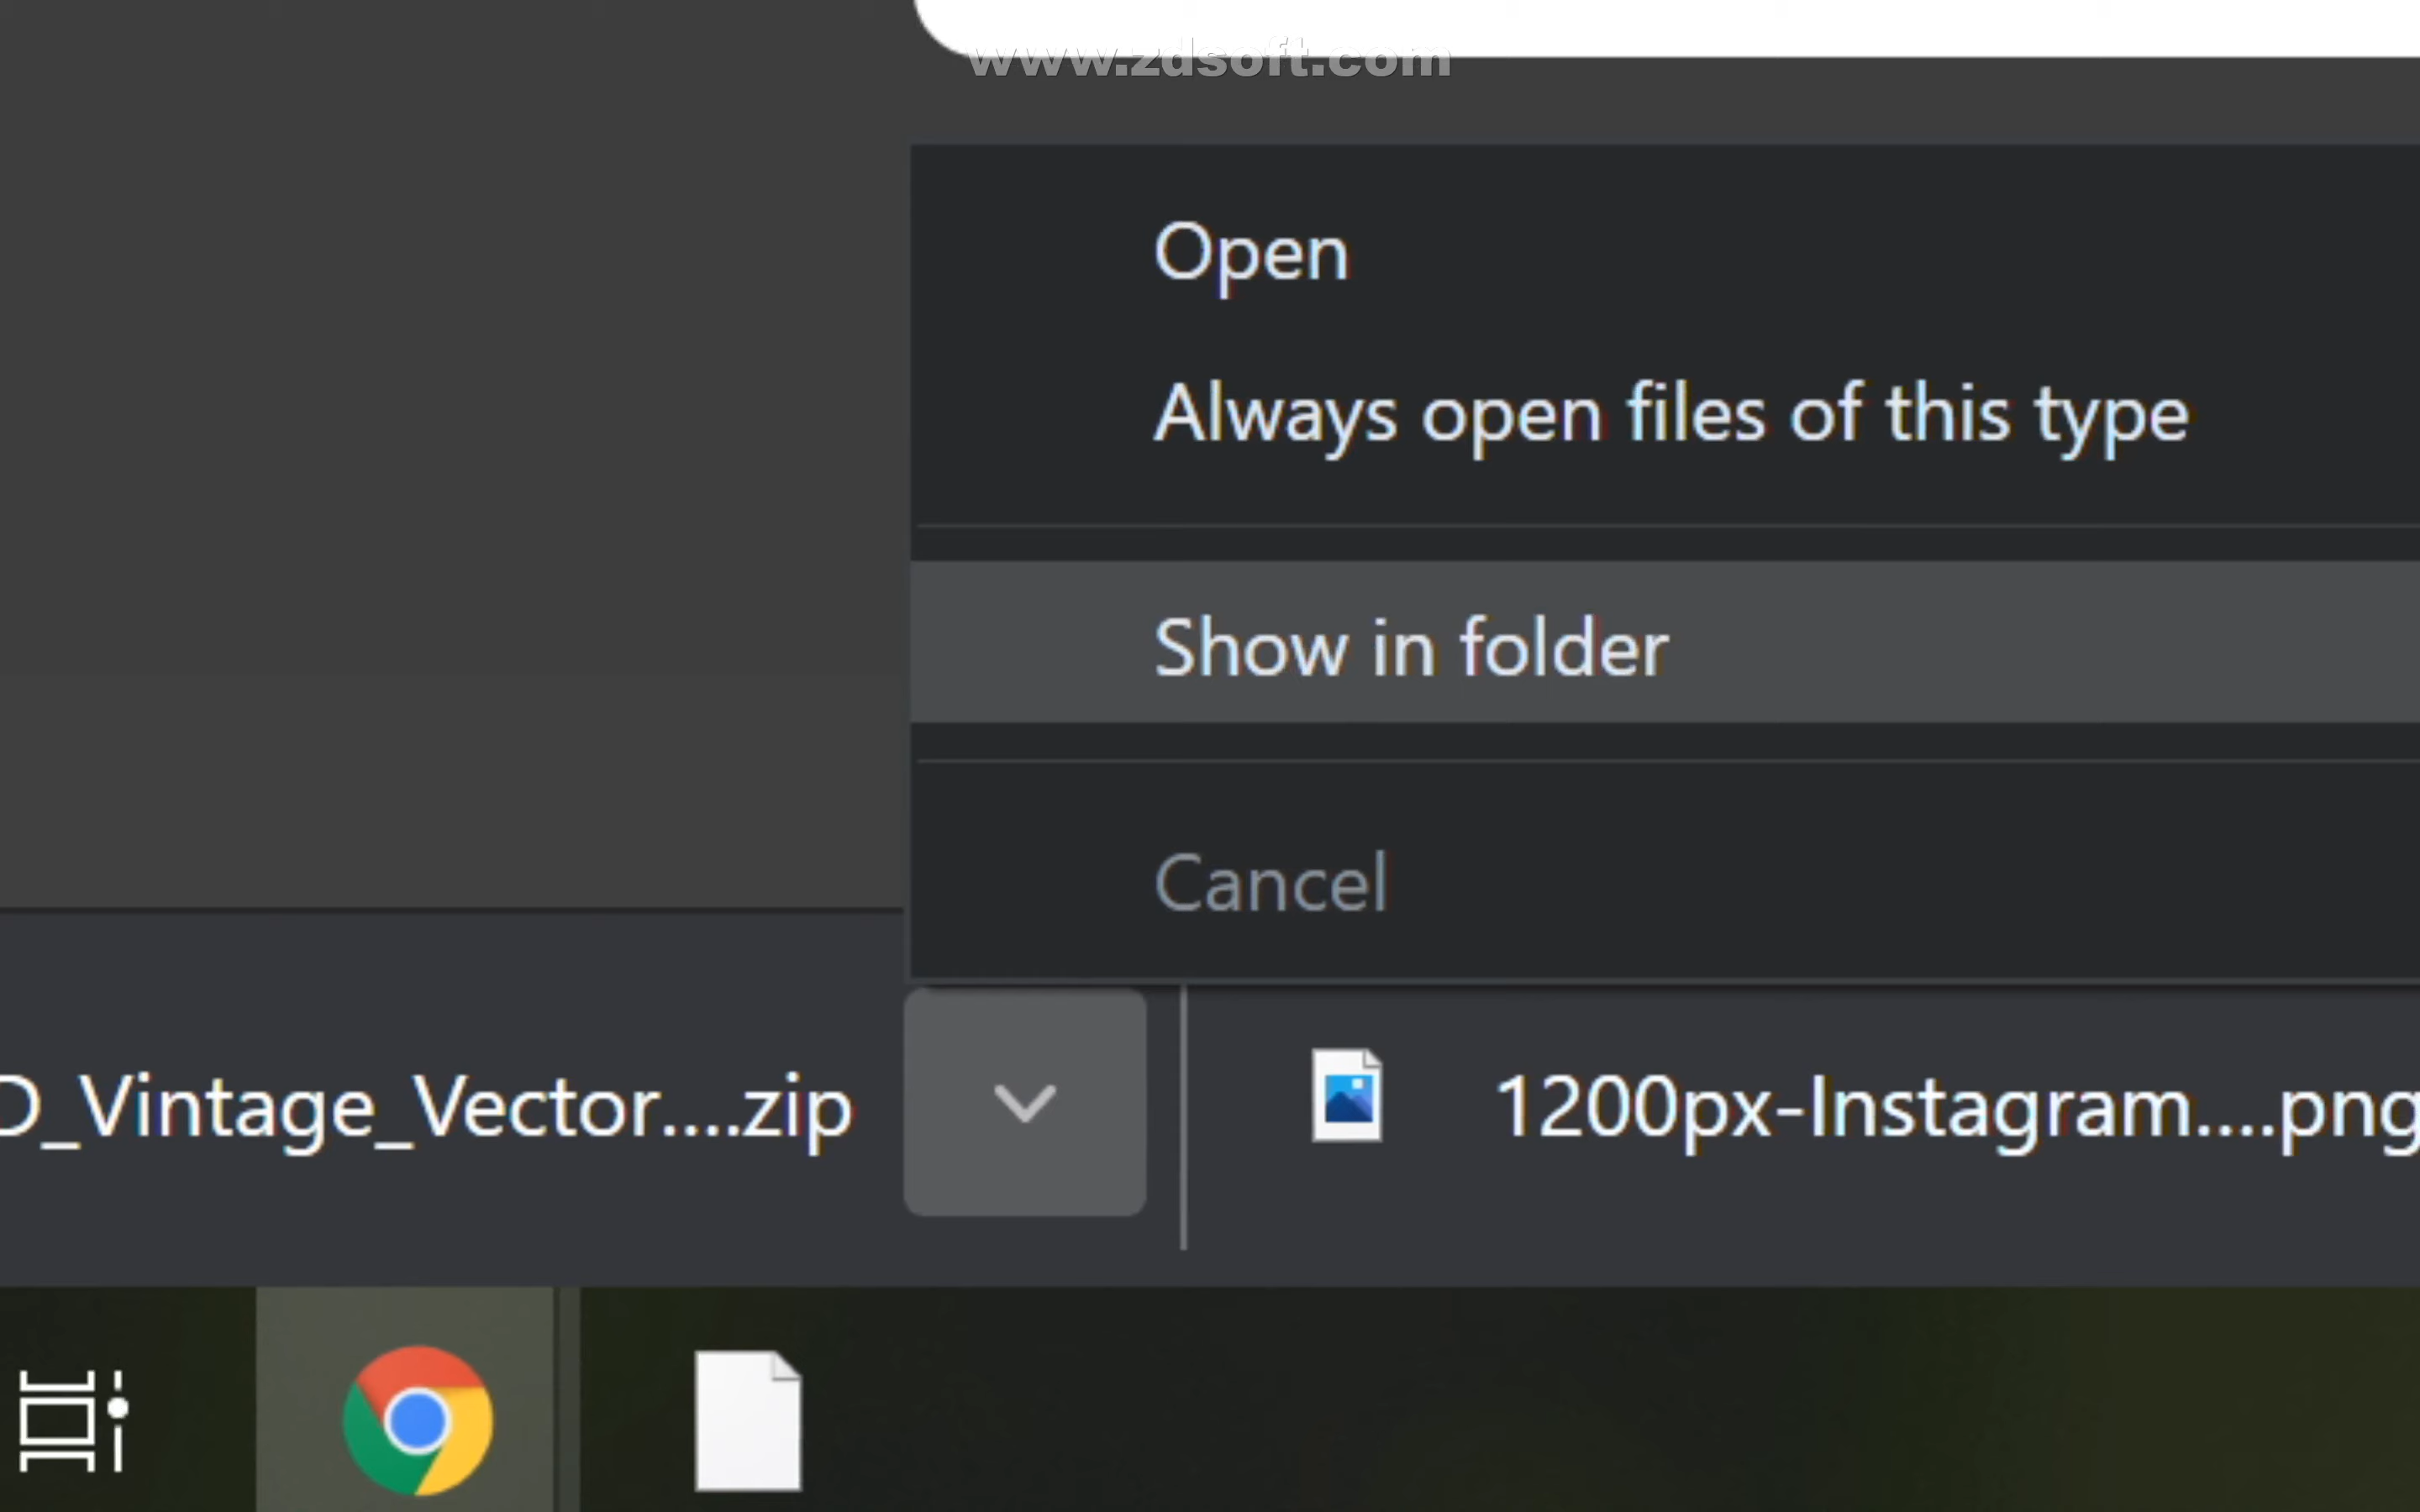 www.zdsoft.com
Open
Always open files of this type
Show in folder
Cancel
D_Vintage_Vector....zip
1200px-Instagram....png